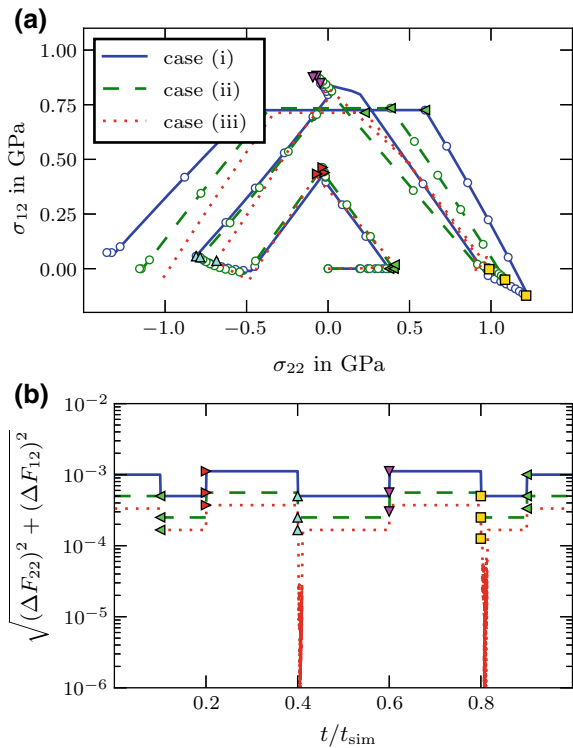 (a)
1.00
0.75
0.50
0.25
0.00
σ12 in GPa
case (i)
case (ii)
case (iii)
−1.0
−0.5
0.0
0.5
1.0
σ22 in GPa
(b)
10−2
10−3
10−4
10−5
10−6
√(ΔF22)2 + (ΔF12)2
0.2
0.4
0.6
0.8
t/tsim